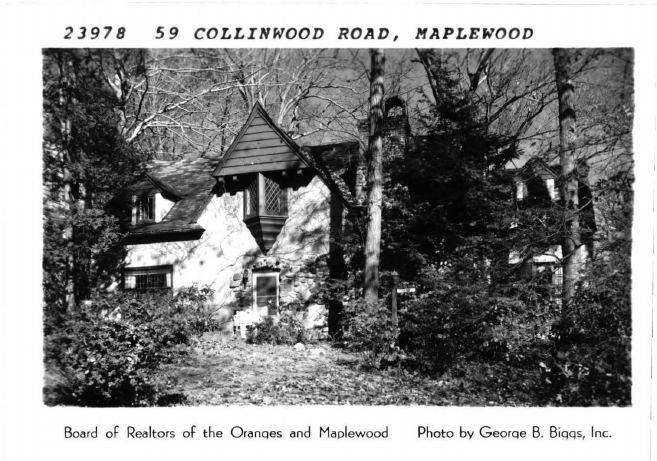 23978 59 COLLINWOOD ROAD, MAPLEWOOD
Board of Realtors of the Oranges and Maplewood Photo by George B. Biggs, Inc.